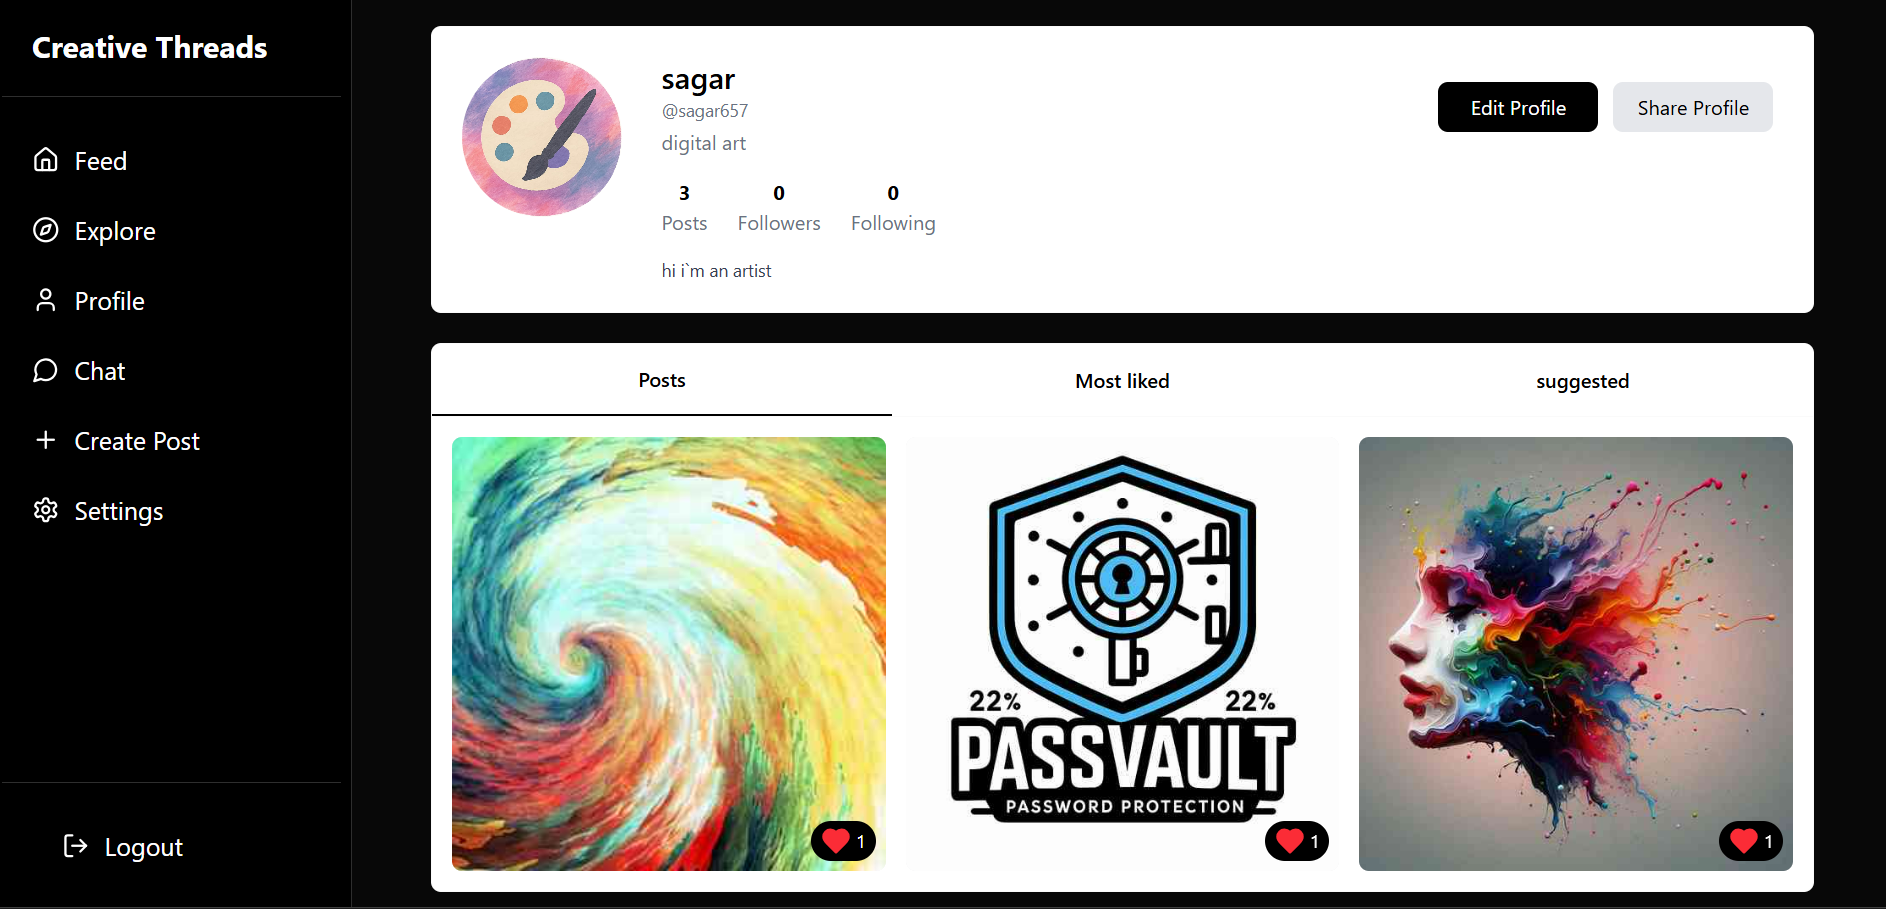 Creative Threads
Feed
Explore
Profile
Chat
Create Post
Settings
Logout
sagar
@sagar657
digital art
3 0 0
Posts Followers Following
hi i`m an artist
Edit Profile Share Profile
Posts Most liked suggested
1
22% 22%
PASSVAULT
PASSWORD PROTECTION
1
1